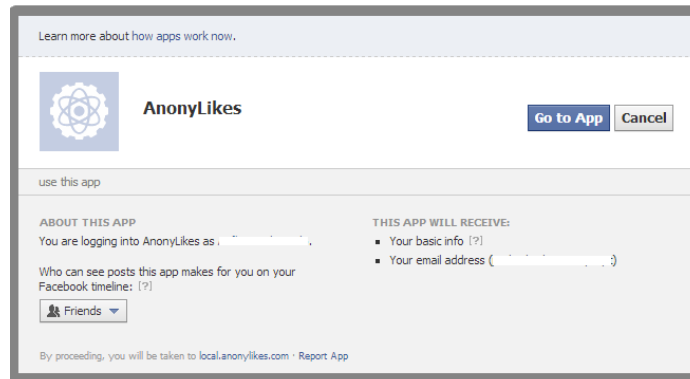 Learn more about how apps work now.
AnonyLikes
Go to App
Cancel
use this app
ABOUT THIS APP
You are logging into AnonyLikes as .
Who can see posts this app makes for you on your
Facebook timeline: [?]
Friends
THIS APP WILL RECEIVE:
Your basic info [?]
Your email address ( )
By proceeding, you will be taken to local.anonylikes.com · Report App